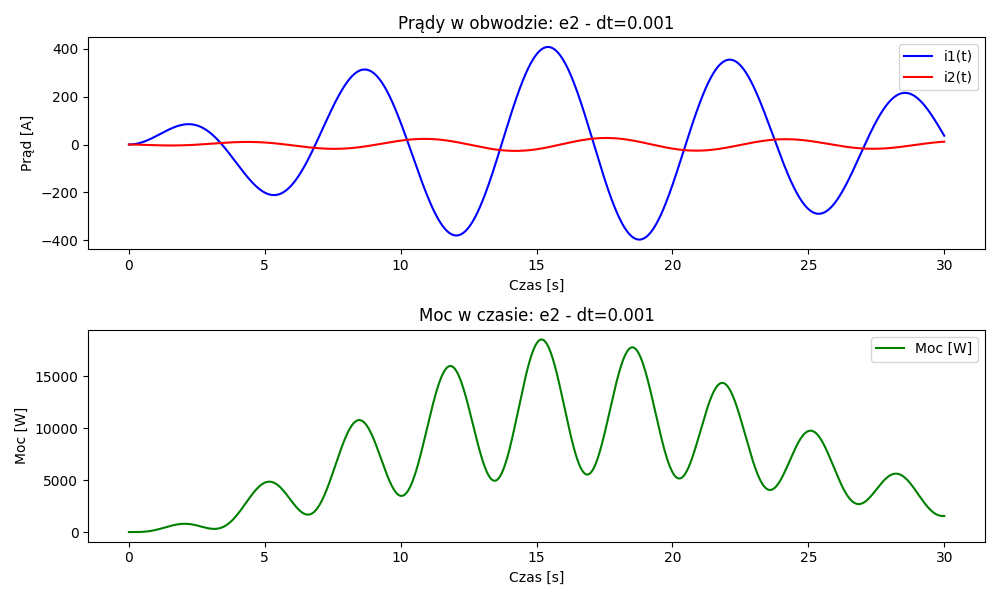 Prądy w obwodzie: e2 - dt=0.001
400
200
0
−200
−400
Prąd [A]
i1(t)
i2(t)
0 5 10 15 20 25 30
Czas [s]
Moc w czasie: e2 - dt=0.001
15000
10000
5000
0
Moc [W]
Moc [W]
0 5 10 15 20 25 30
Czas [s]